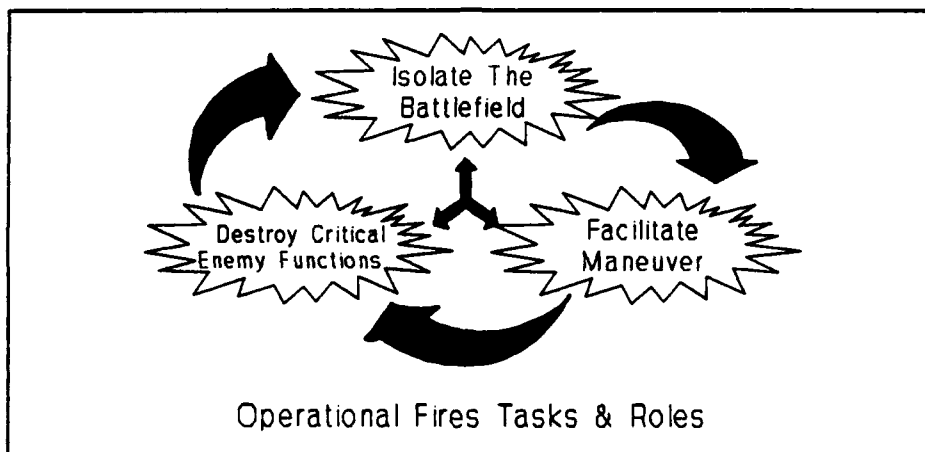 Isolate The
Battlefield
Destroy Critical
Enemy Functions
Facilitate
Maneuver
Operational Fires Tasks & Roles